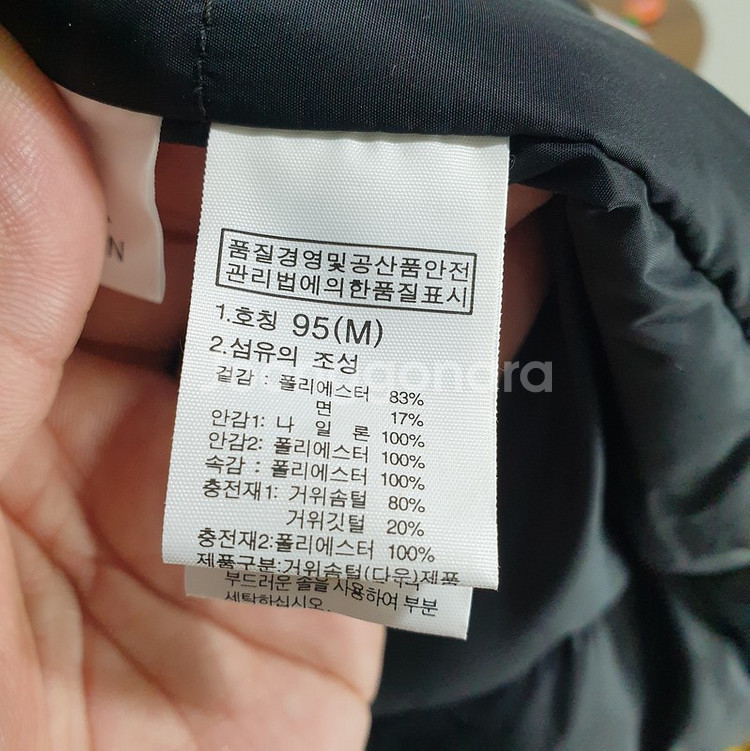 품질경영및공산품안전
관리법에의한품질표시
1.호칭 95(M)
2.섬유의 조성
겉감 : 폴리에스터 83%
면 17%
안감1: 나 일 론 100%
안감2: 폴리에스터 100%
속감 : 폴리에스터 100%
충전재1: 거위솜털 80%
거위깃털 20%
충전재2:폴리에스터 100%
제품구분:거위솜털(다운)제품
부드러운 솔을 사용하여 부분
세탁하십시오.
N